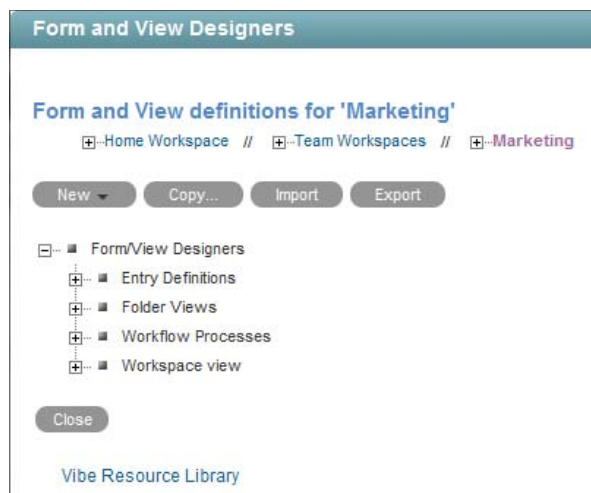 Form and View Designers
Form and View definitions for 'Marketing'
Home Workspace // Team Workspaces // Marketing
New Copy... Import Export
Form/View Designers
Entry Definitions
Folder Views
Workflow Processes
Workspace view
Close
Vibe Resource Library